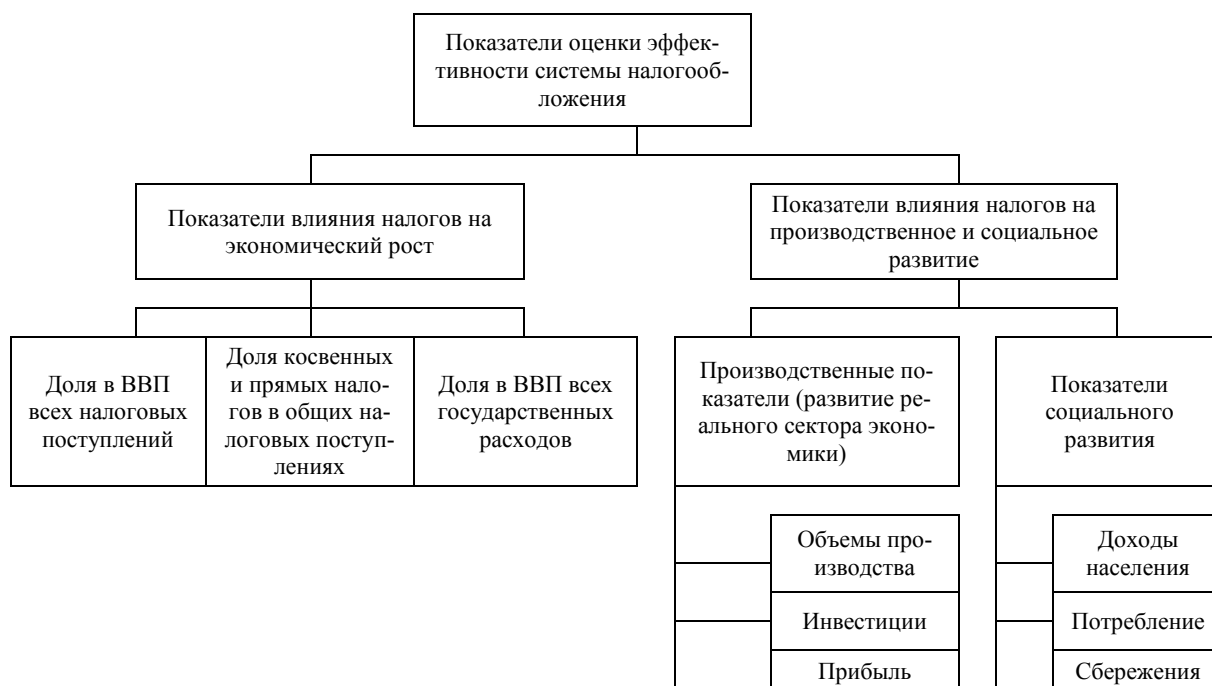 Показатели оценки эффек-
тивности системы налогооб-
ложения
Показатели влияния налогов на
экономический рост
Показатели влияния налогов на
производственное и социальное
развитие
Доля в ВВП
всех налоговых
поступлений
Доля косвенных
и прямых нало-
гов в общих на-
логовых поступ-
лениях
Доля в ВВП всех
государственных
расходов
Производственные по-
казатели (развитие ре-
ального сектора эконо-
мики)
Показатели
социального
развития
Объемы про-
изводства
Инвестиции
Прибыль
Доходы
населения
Потребление
Сбережения